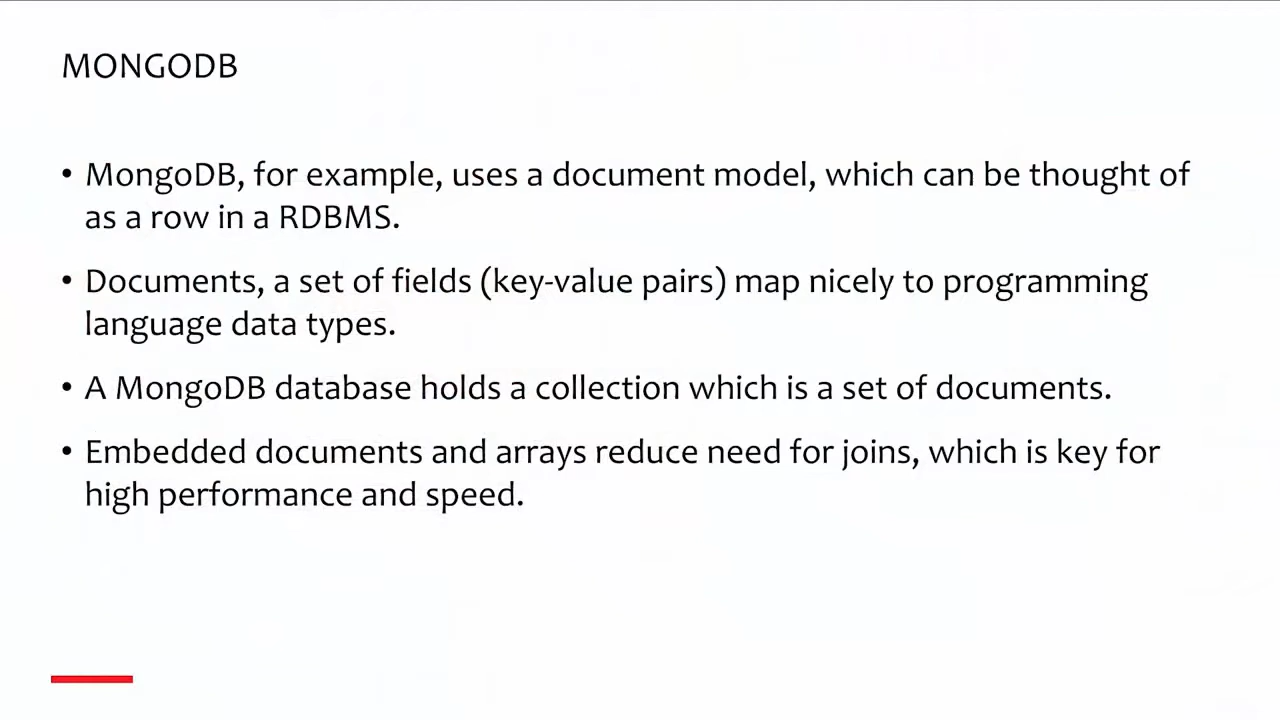 MONGODB
• MongoDB, for example, uses a document model, which can be thought of
as a row in a RDBMS.
• Documents, a set of fields (key-value pairs) map nicely to programming
language data types.
• A MongoDB database holds a collection which is a set of documents.
• Embedded documents and arrays reduce need for joins, which is key for
high performance and speed.